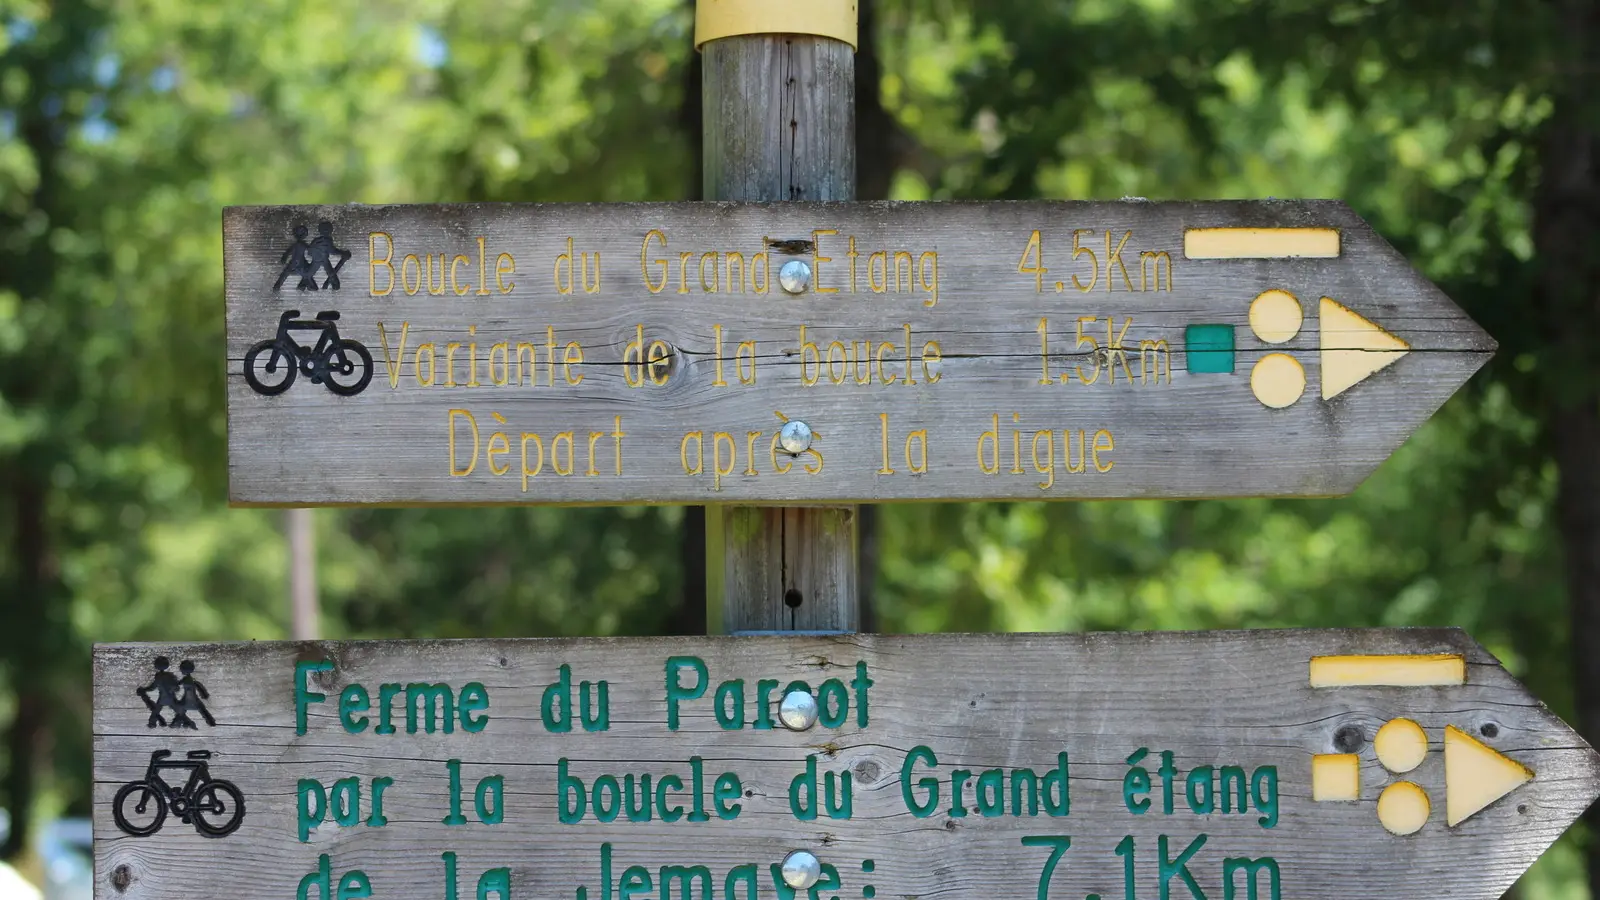 Boucle du Grand Etang 4.5Km
Variante de la boucle 1.5Km
Dèpart après la digue
Ferme du Parcot
par la boucle du Grand étang
de la Jemaye: 7.1Km